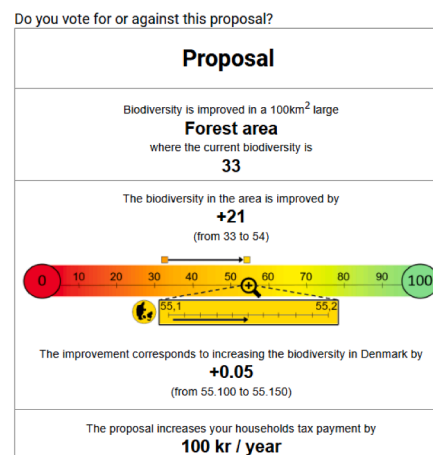 Do you vote for or against this proposal?
Proposal
Biodiversity is improved in a 100km2 large
Forest area
where the current biodiversity is
33
The biodiversity in the area is improved by
+21
(from 33 to 54)
0 10 20 30 40 50 60 70 80 90 100
55,1 55,2
The improvement corresponds to increasing the biodiversity in Denmark by
+0.05
(from 55.100 to 55.150)
The proposal increases your households tax payment by
100 kr / year